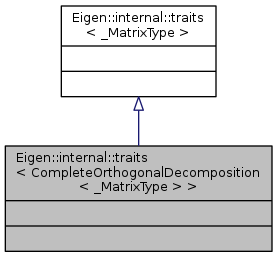 Eigen::internal::traits
< _MatrixType >
Eigen::internal::traits
< CompleteOrthogonalDecomposition
< _MatrixType > >